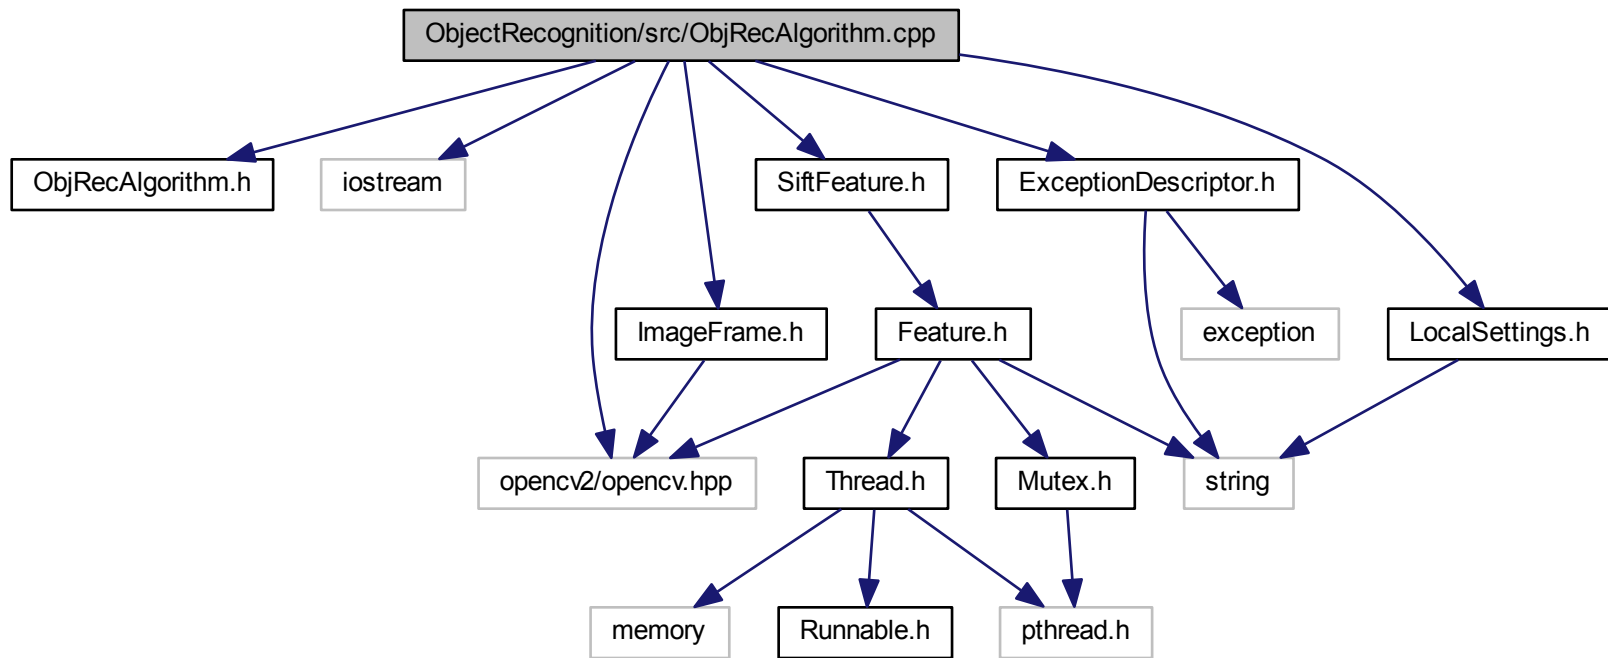 ObjectRecognition/src/ObjRecAlgorithm.cpp
ObjRecAlgorithm.h
iostream
SiftFeature.h
ExceptionDescriptor.h
ImageFrame.h
Feature.h
exception
LocalSettings.h
opencv2/opencv.hpp
Thread.h
Mutex.h
string
memory
Runnable.h
pthread.h